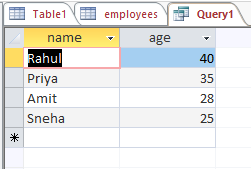 Table1 employees Query1
name age
Rahul 40
Priya 35
Amit 28
Sneha 25
*